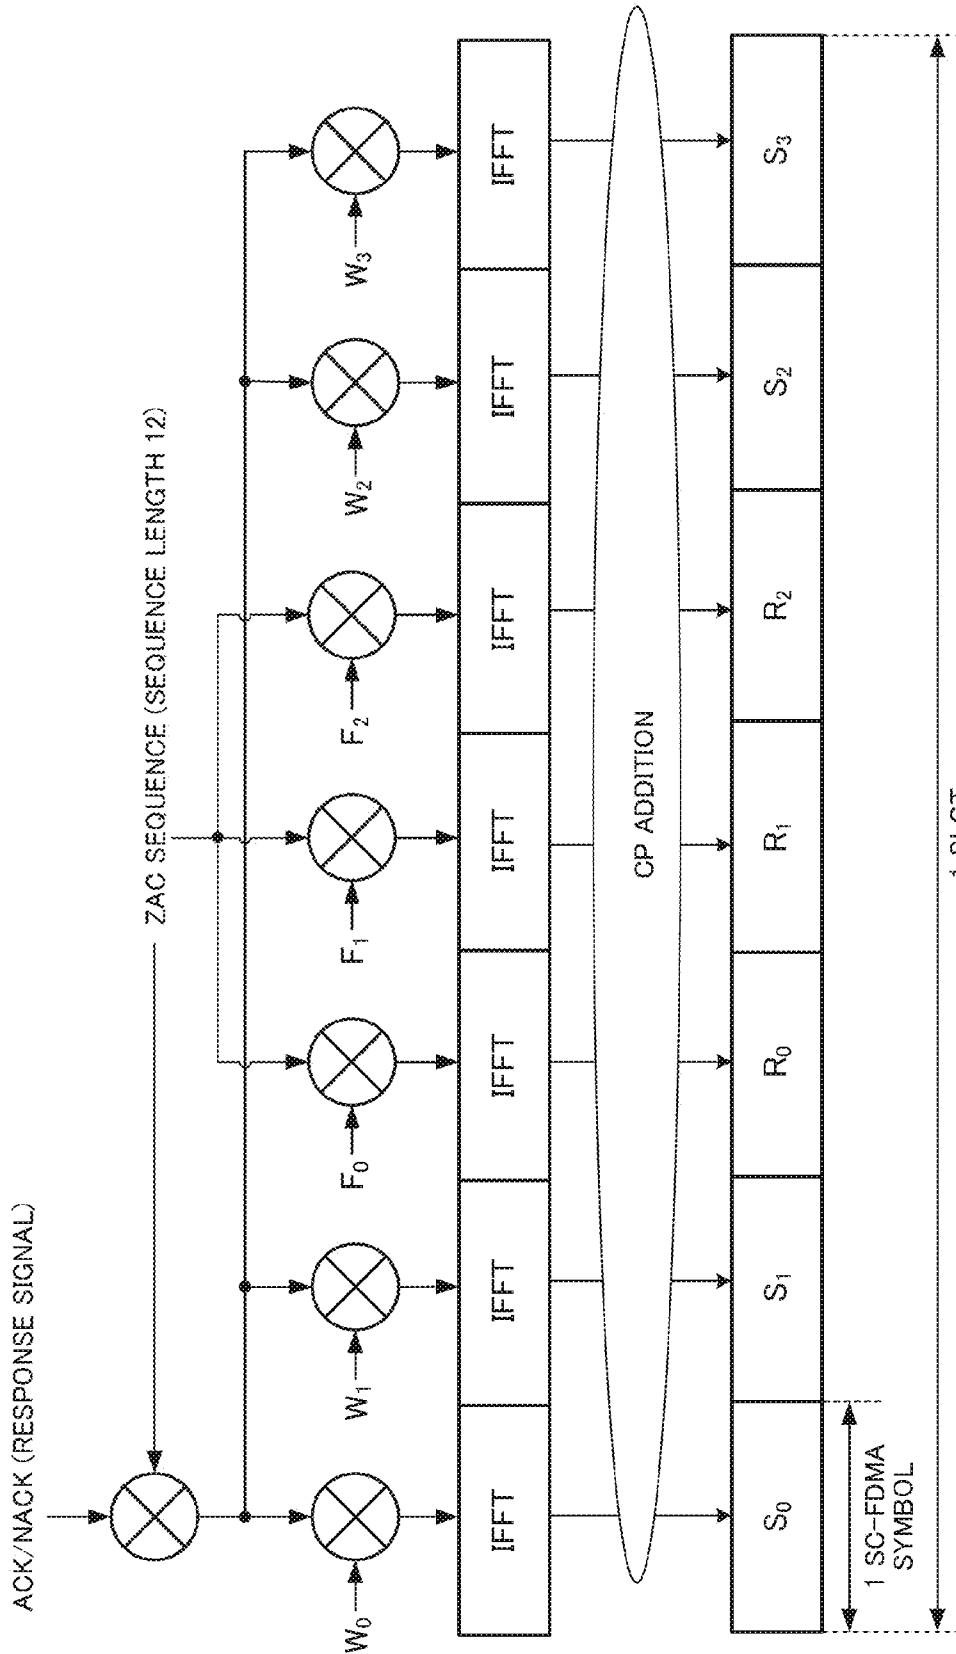 ACK/NACK (RESPONSE SIGNAL)
ZAC SEQUENCE (SEQUENCE LENGTH 12)
W₀
W₁
F₀
F₁
F₂
W₂
W₃
IFFT
IFFT
IFFT
IFFT
IFFT
IFFT
IFFT
CP ADDITION
S₀
S₁
R₀
R₁
R₂
S₂
S₃
1 SC-FDMA
SYMBOL